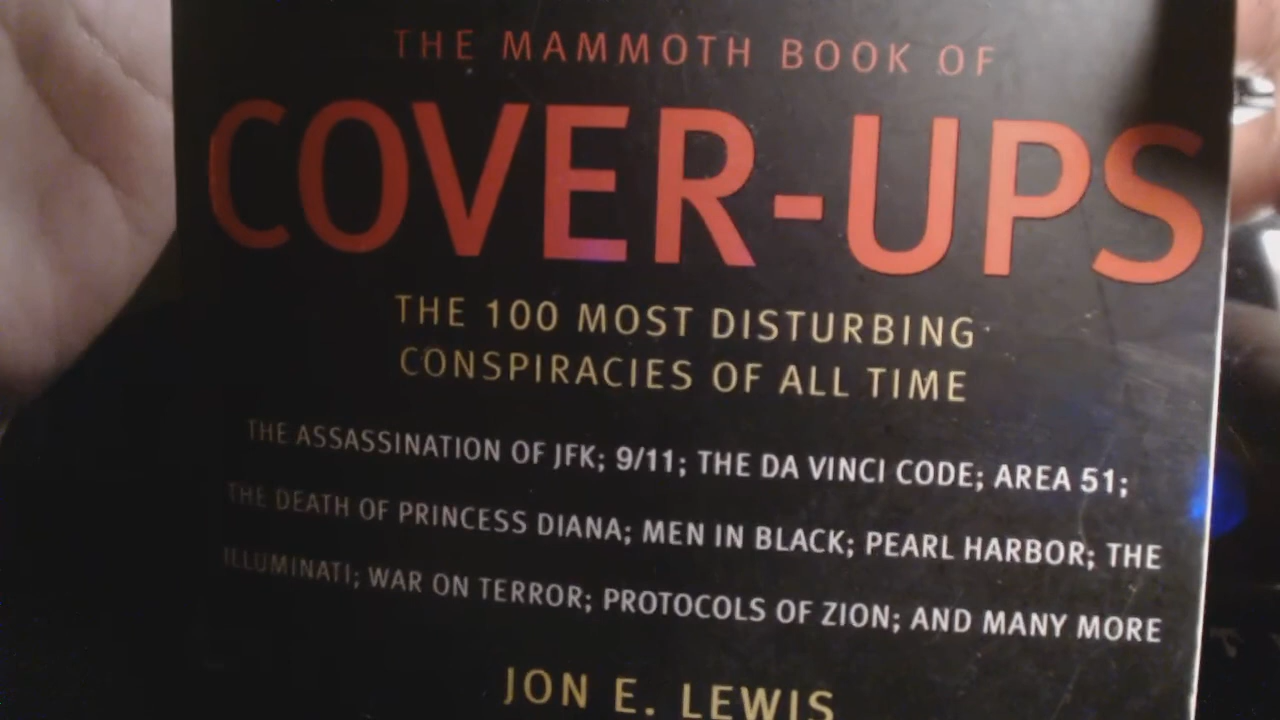 THE MAMMOTH BOOK OF
COVER-UPS
THE 100 MOST DISTURBING
CONSPIRACIES OF ALL TIME
THE ASSASSINATION OF JFK; 9/11; THE DA VINCI CODE; AREA 51;
THE DEATH OF PRINCESS DIANA; MEN IN BLACK; PEARL HARBOR; THE
ILLUMINATI; WAR ON TERROR; PROTOCOLS OF ZION; AND MANY MORE
JON E. LEWIS